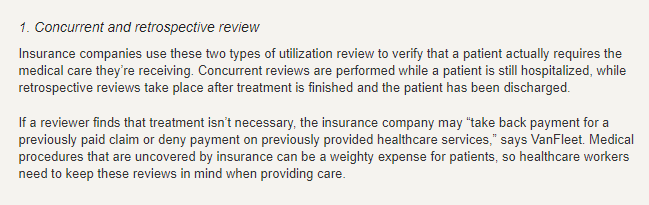 1. Concurrent and retrospective review
Insurance companies use these two types of utilization review to verify that a patient actually requires the
medical care they’re receiving. Concurrent reviews are performed while a patient is still hospitalized, while
retrospective reviews take place after treatment is finished and the patient has been discharged.
If a reviewer finds that treatment isn’t necessary, the insurance company may “take back payment for a
previously paid claim or deny payment on previously provided healthcare services,” says VanFleet. Medical
procedures that are uncovered by insurance can be a weighty expense for patients, so healthcare workers
need to keep these reviews in mind when providing care.